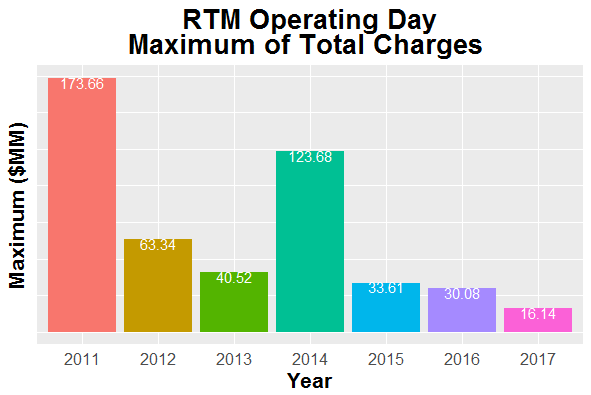 RTM Operating Day
Maximum of Total Charges
Maximum ($MM)
173.66
63.34
40.52
123.68
33.61
30.08
16.14
2011 2012 2013 2014 2015 2016 2017
Year